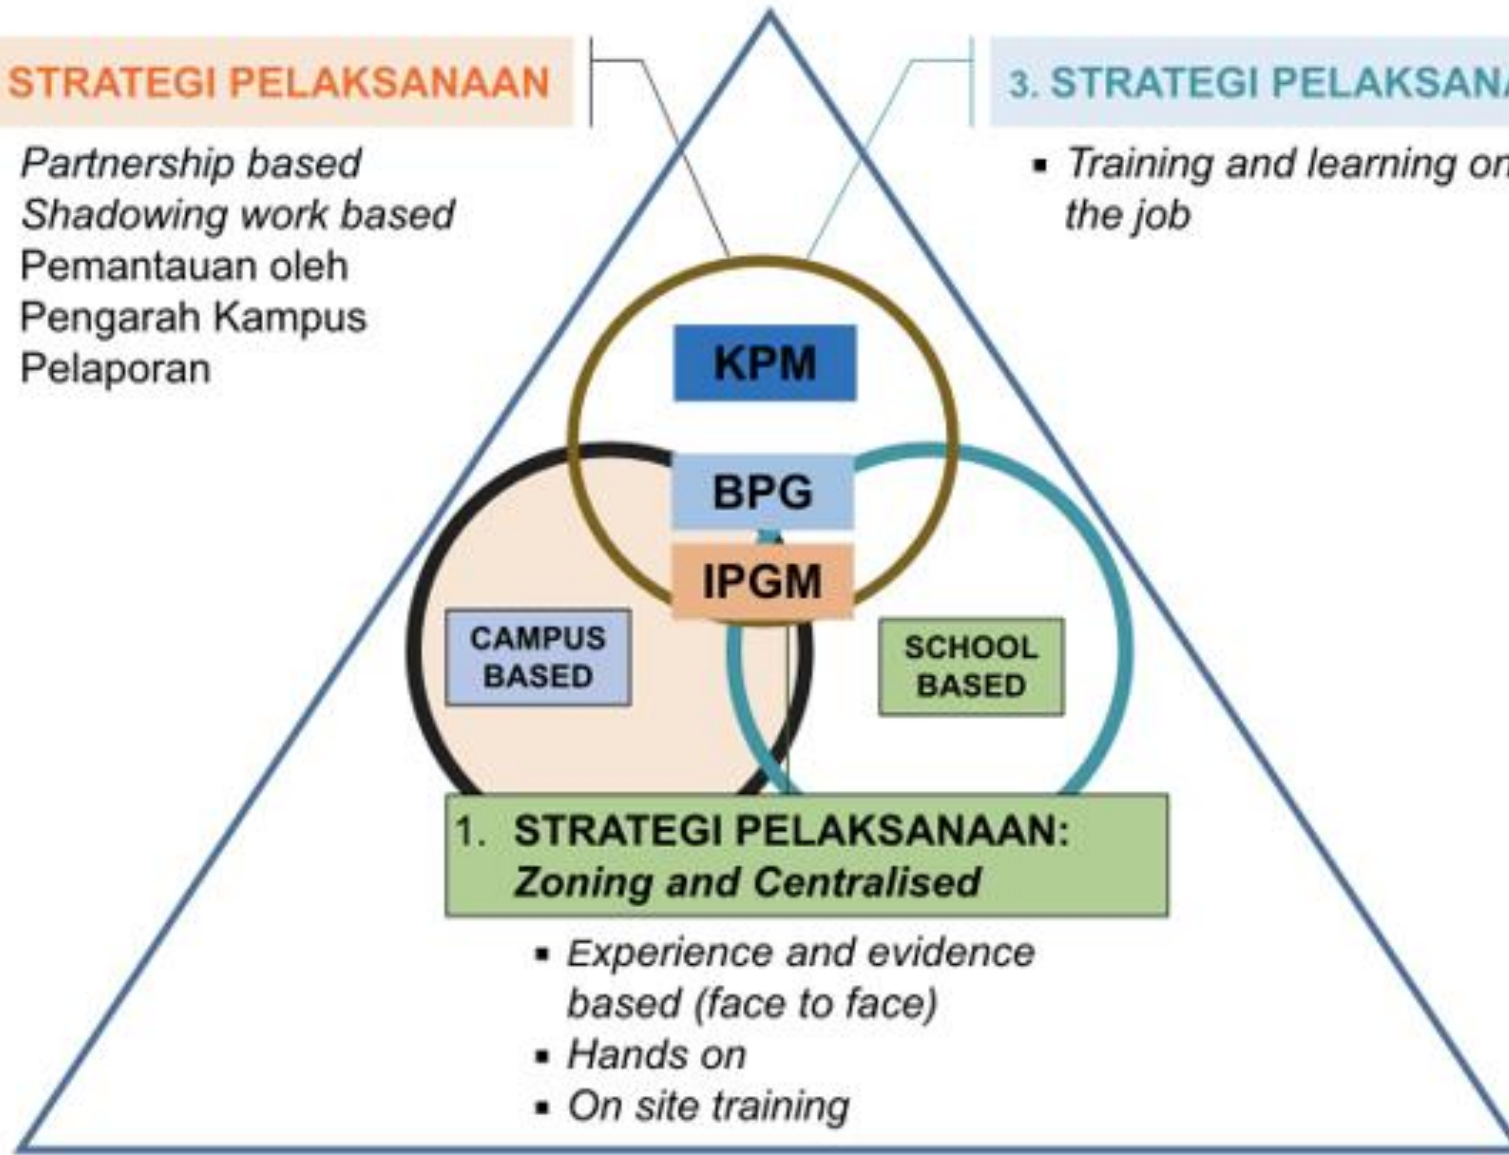 STRATEGI PELAKSANAAN
Partnership based
Shadowing work based
Pemantauan oleh
Pengarah Kampus
Pelaporan
3. STRATEGI PELAKSANA
▪ Training and learning on
the job
KPM
BPG
IPGM
CAMPUS
BASED
SCHOOL
BASED
1. STRATEGI PELAKSANAAN:
Zoning and Centralised
▪ Experience and evidence
based (face to face)
▪ Hands on
▪ On site training